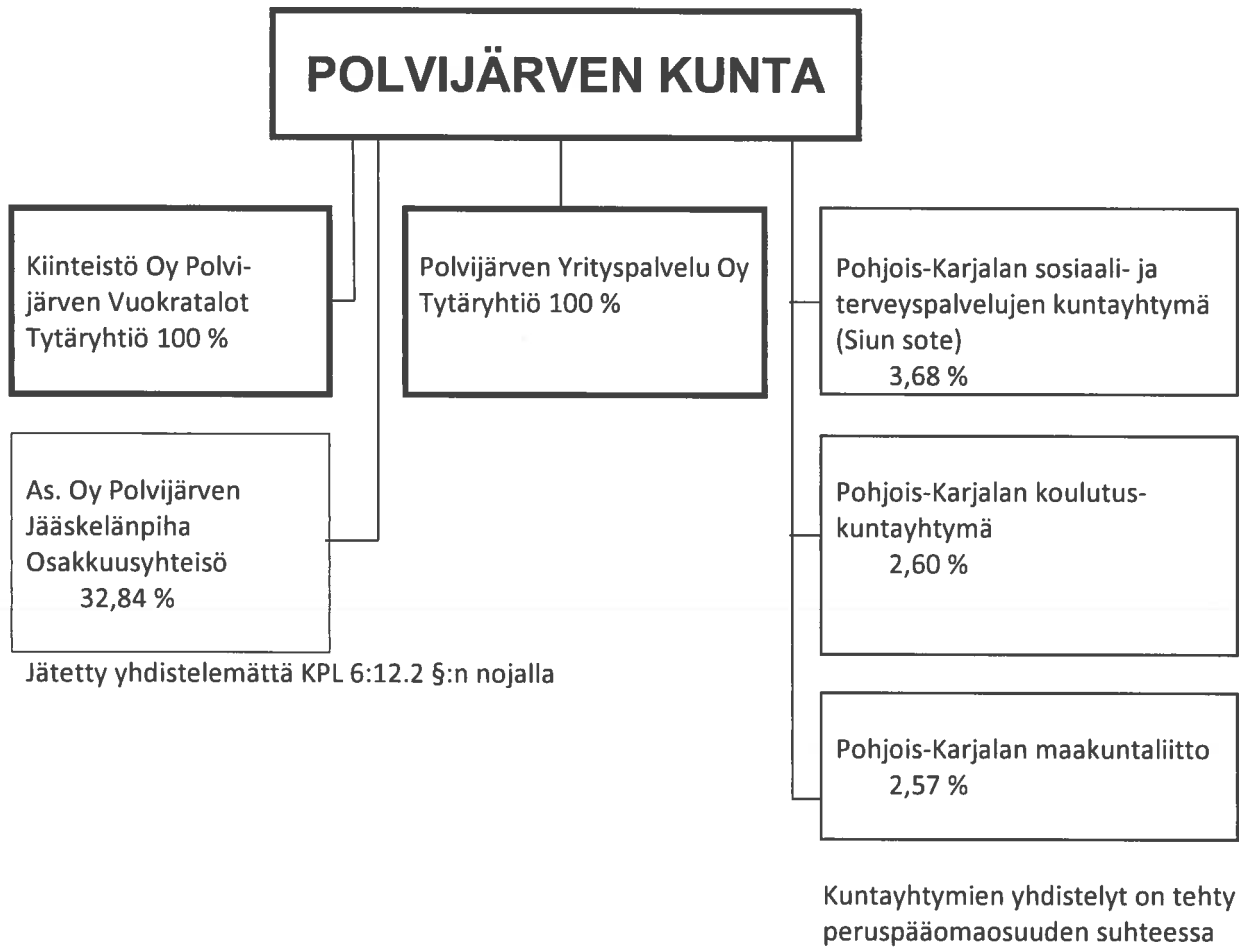 POLVIJÄRVEN KUNTA
Kiinteistö Oy Polvi-
järven Vuokratalot
Tytäryhtiö 100 %
As. Oy Polvijärven
Jääskelänpiha
Osakkuusyhteisö
32,84 %
Jätetty yhdistelemättä KPL 6:12.2 §:n nojalla
Polvijärven Yrityspalvelu Oy
Tytäryhtiö 100 %
Pohjois-Karjalan sosiaali- ja
terveyspalvelujen kuntayhtymä
(Siun sote)
3,68 %
Pohjois-Karjalan koulutus-
kuntayhtymä
2,60 %
Pohjois-Karjalan maakuntaliitto
2,57 %
Kuntayhtymien yhdistelyt on tehty
peruspääomaosuuden suhteessa